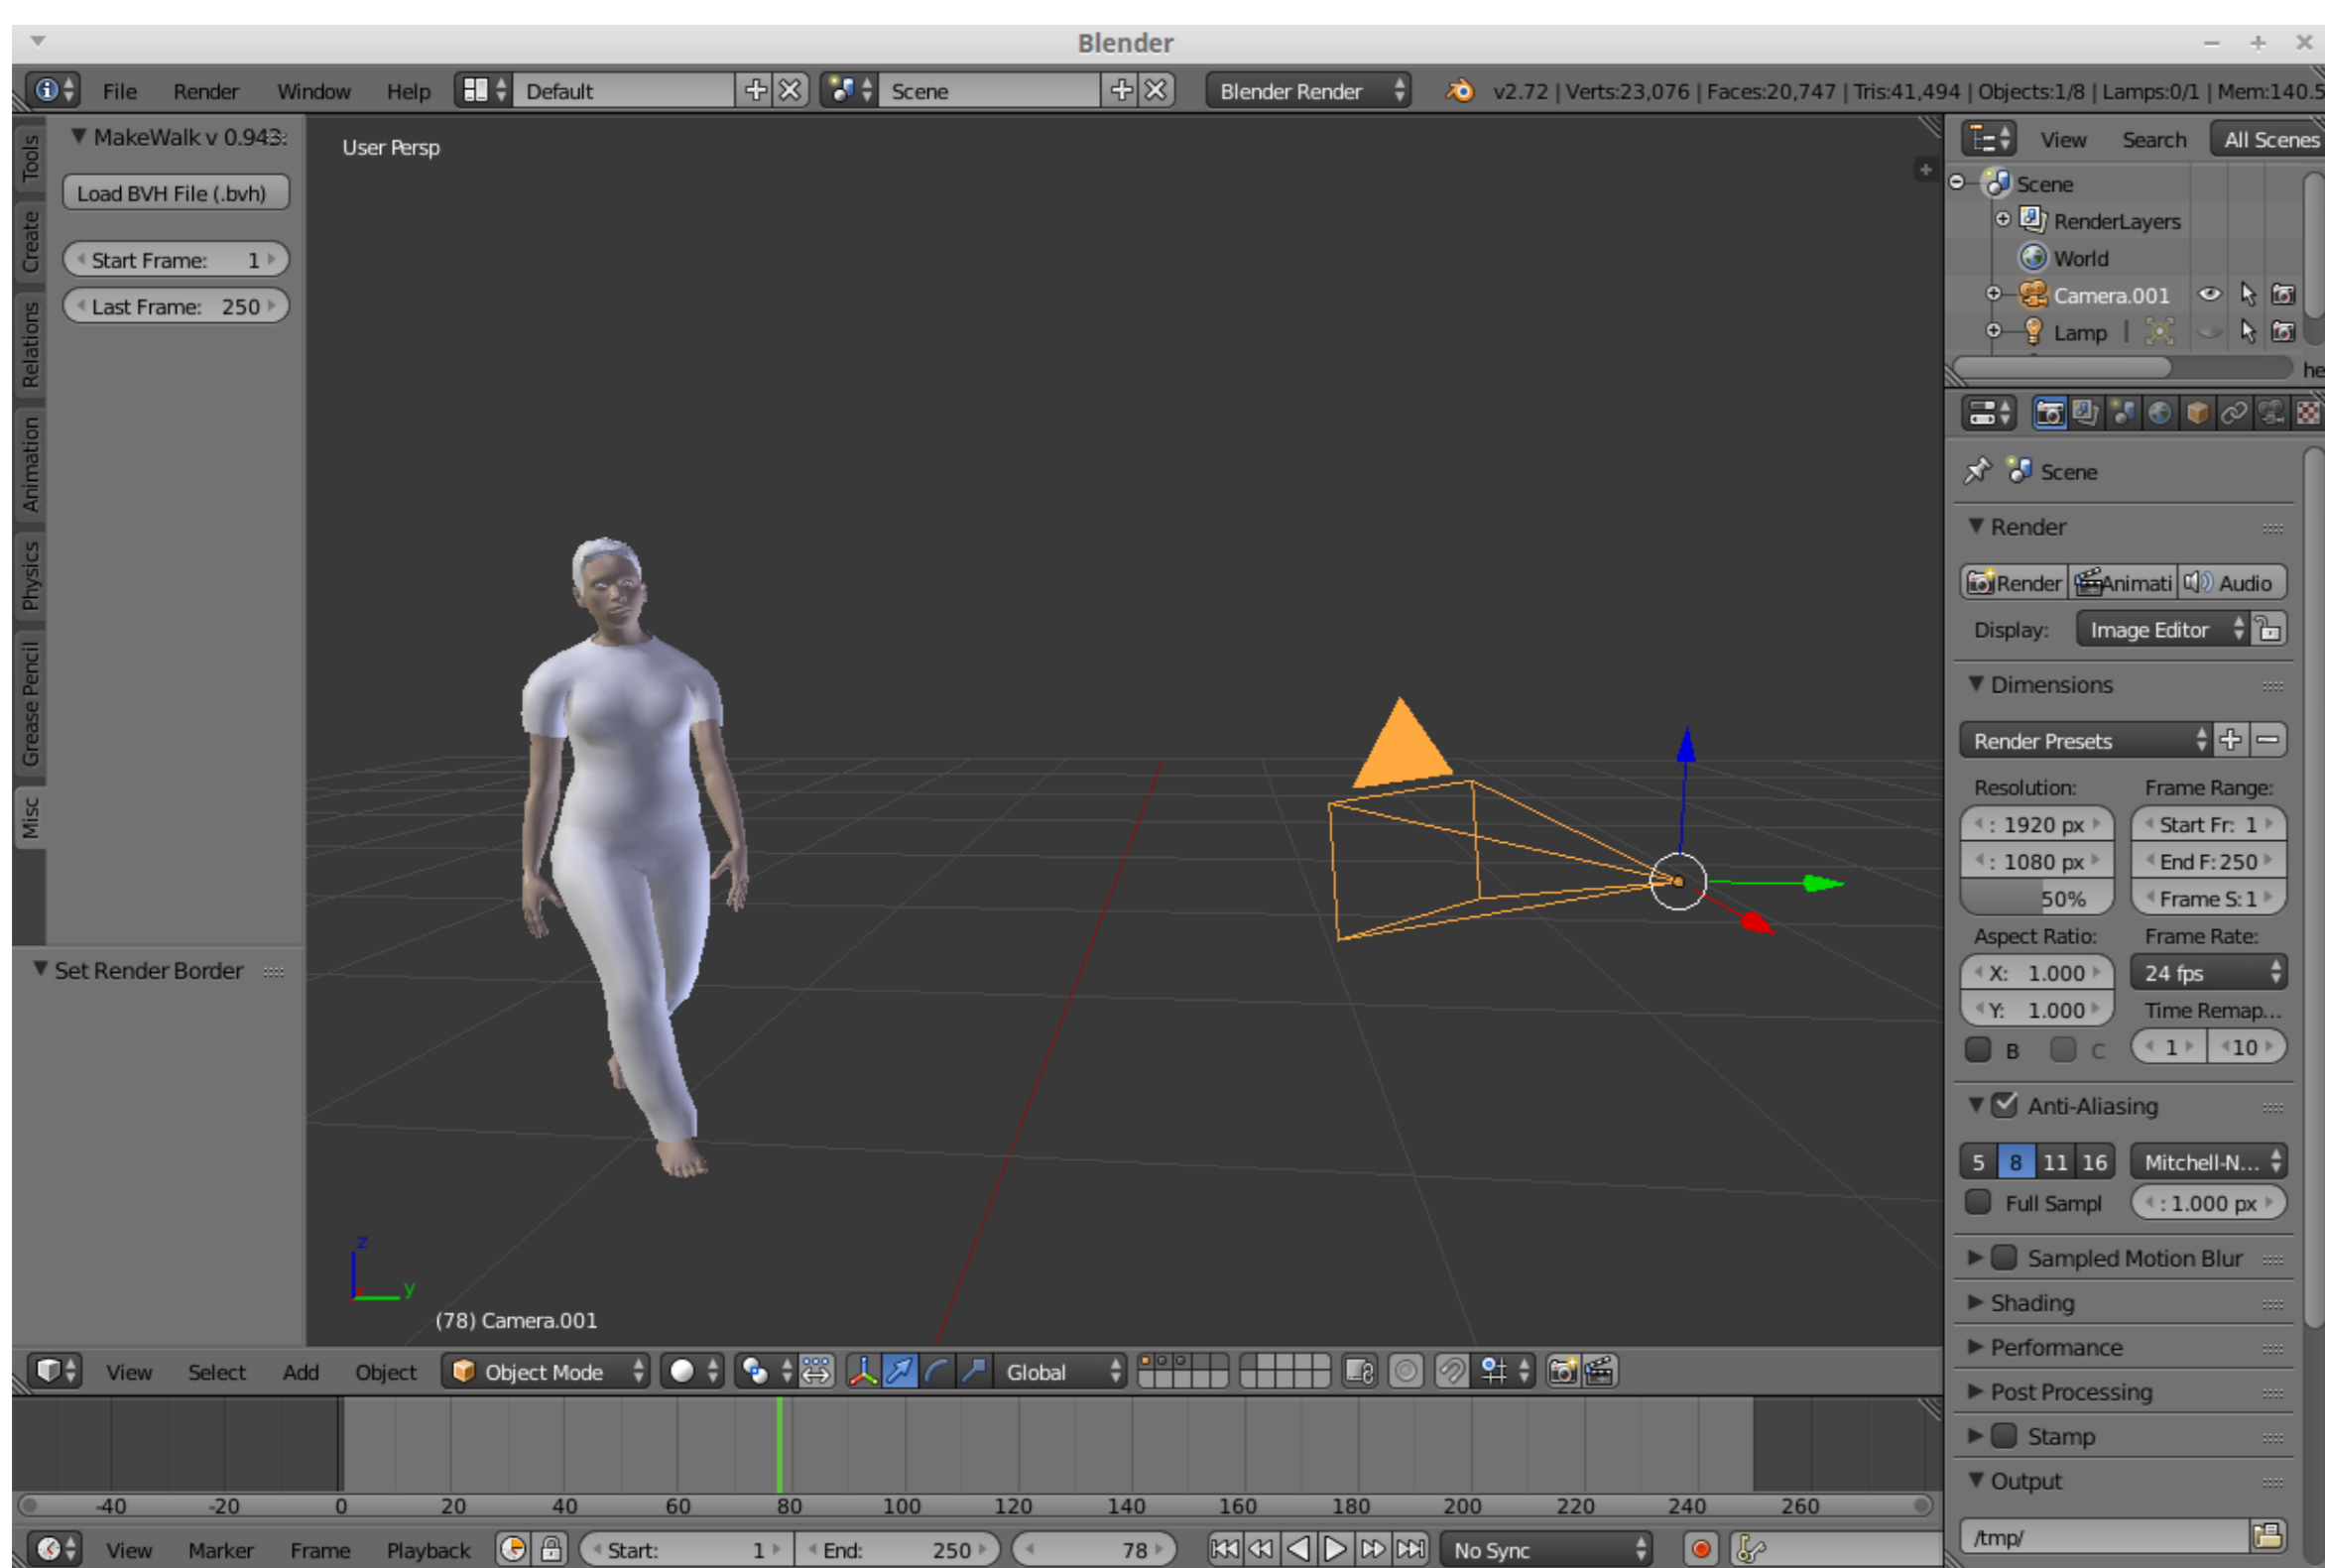 Blender
File Render Window Help Default Scene Blender Render v2.72 | Verts:23,076 | Faces:20,747 | Tris:41,494 | Objects:1/8 | Lamps:0/1 | Mem:140.5
Tools
Create
Relations
Animation
Physics
Grease Pencil
Misc
MakeWalk v 0.943:
Load BVH File (.bvh)
Start Frame: 1
Last Frame: 250
Set Render Border
User Persp
z
y
(78) Camera.001
View Search All Scenes
Scene
RenderLayers
World
Camera.001
Lamp |
he
Scene
Render
Render Animati Audio
Display: Image Editor
Dimensions
Render Presets
Resolution: Frame Range:
: 1920 px Start Fr: 1
: 1080 px End F: 250
50% Frame S: 1
Aspect Ratio: Frame Rate:
X: 1.000 24 fps
Y: 1.000 Time Remap...
B C 1 10
Anti-Aliasing
5 8 11 16 Mitchell-N...
Full Sampl : 1.000 px
Sampled Motion Blur
Shading
Performance
Post Processing
Stamp
Output
/tmp/
View Select Add Object Object Mode Global
-40 -20 0 20 40 60 80 100 120 140 160 180 200 220 240 260
View Marker Frame Playback Start: 1 End: 250 78 No Sync